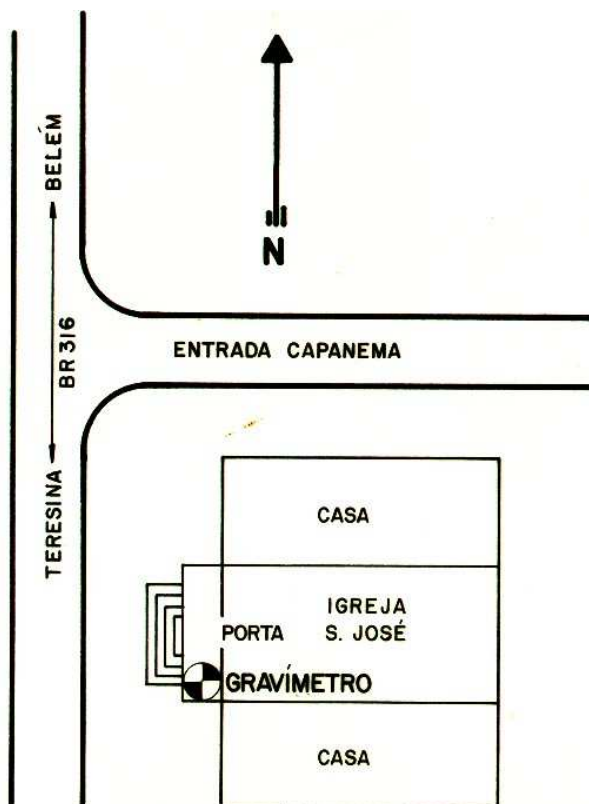 BELÉM
N
BR 316
ENTRADA CAPANEMA
TERESINA
CASA
IGREJA
PORTA S. JOSÉ
GRAVÍMETRO
CASA